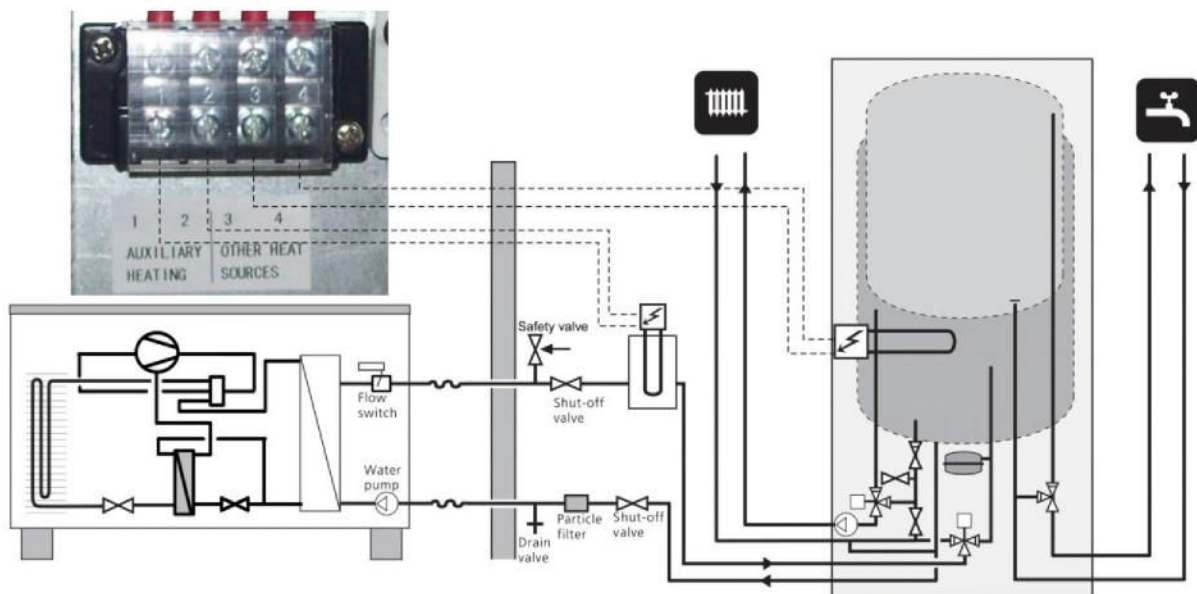 1 2 3 4
1 2 3 4
AUXILIARY OTHER HEAT
HEATING SOURCES
Safety valve
Flow
switch
Shut-off
valve
Water
pump
Drain
valve
Particle
filter
Shut-off
valve